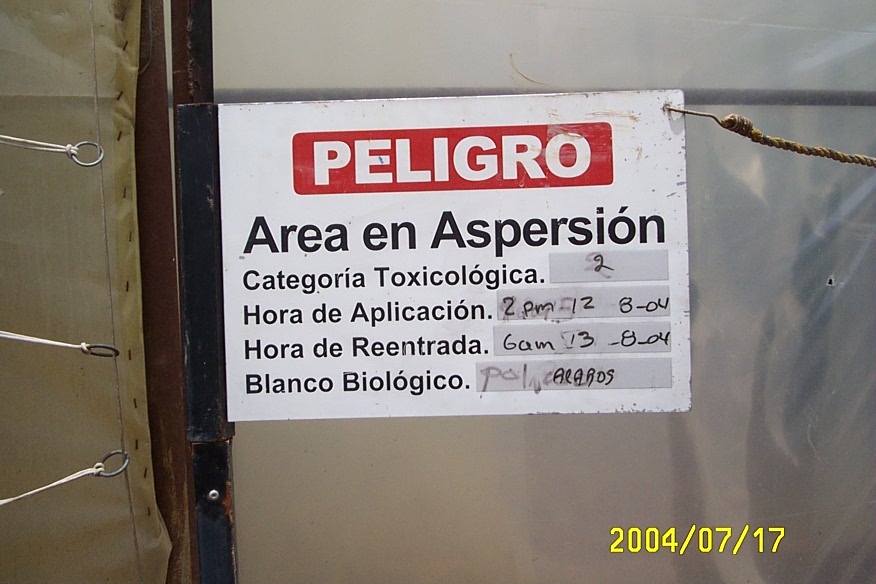 PELIGRO
Area en Aspersión
Categoría Toxicológica. 2
Hora de Aplicación. 2 pm 12 8-04
Hora de Reentrada. 6am 13 -8-04
Blanco Biológico. ACAROS
2004/07/17